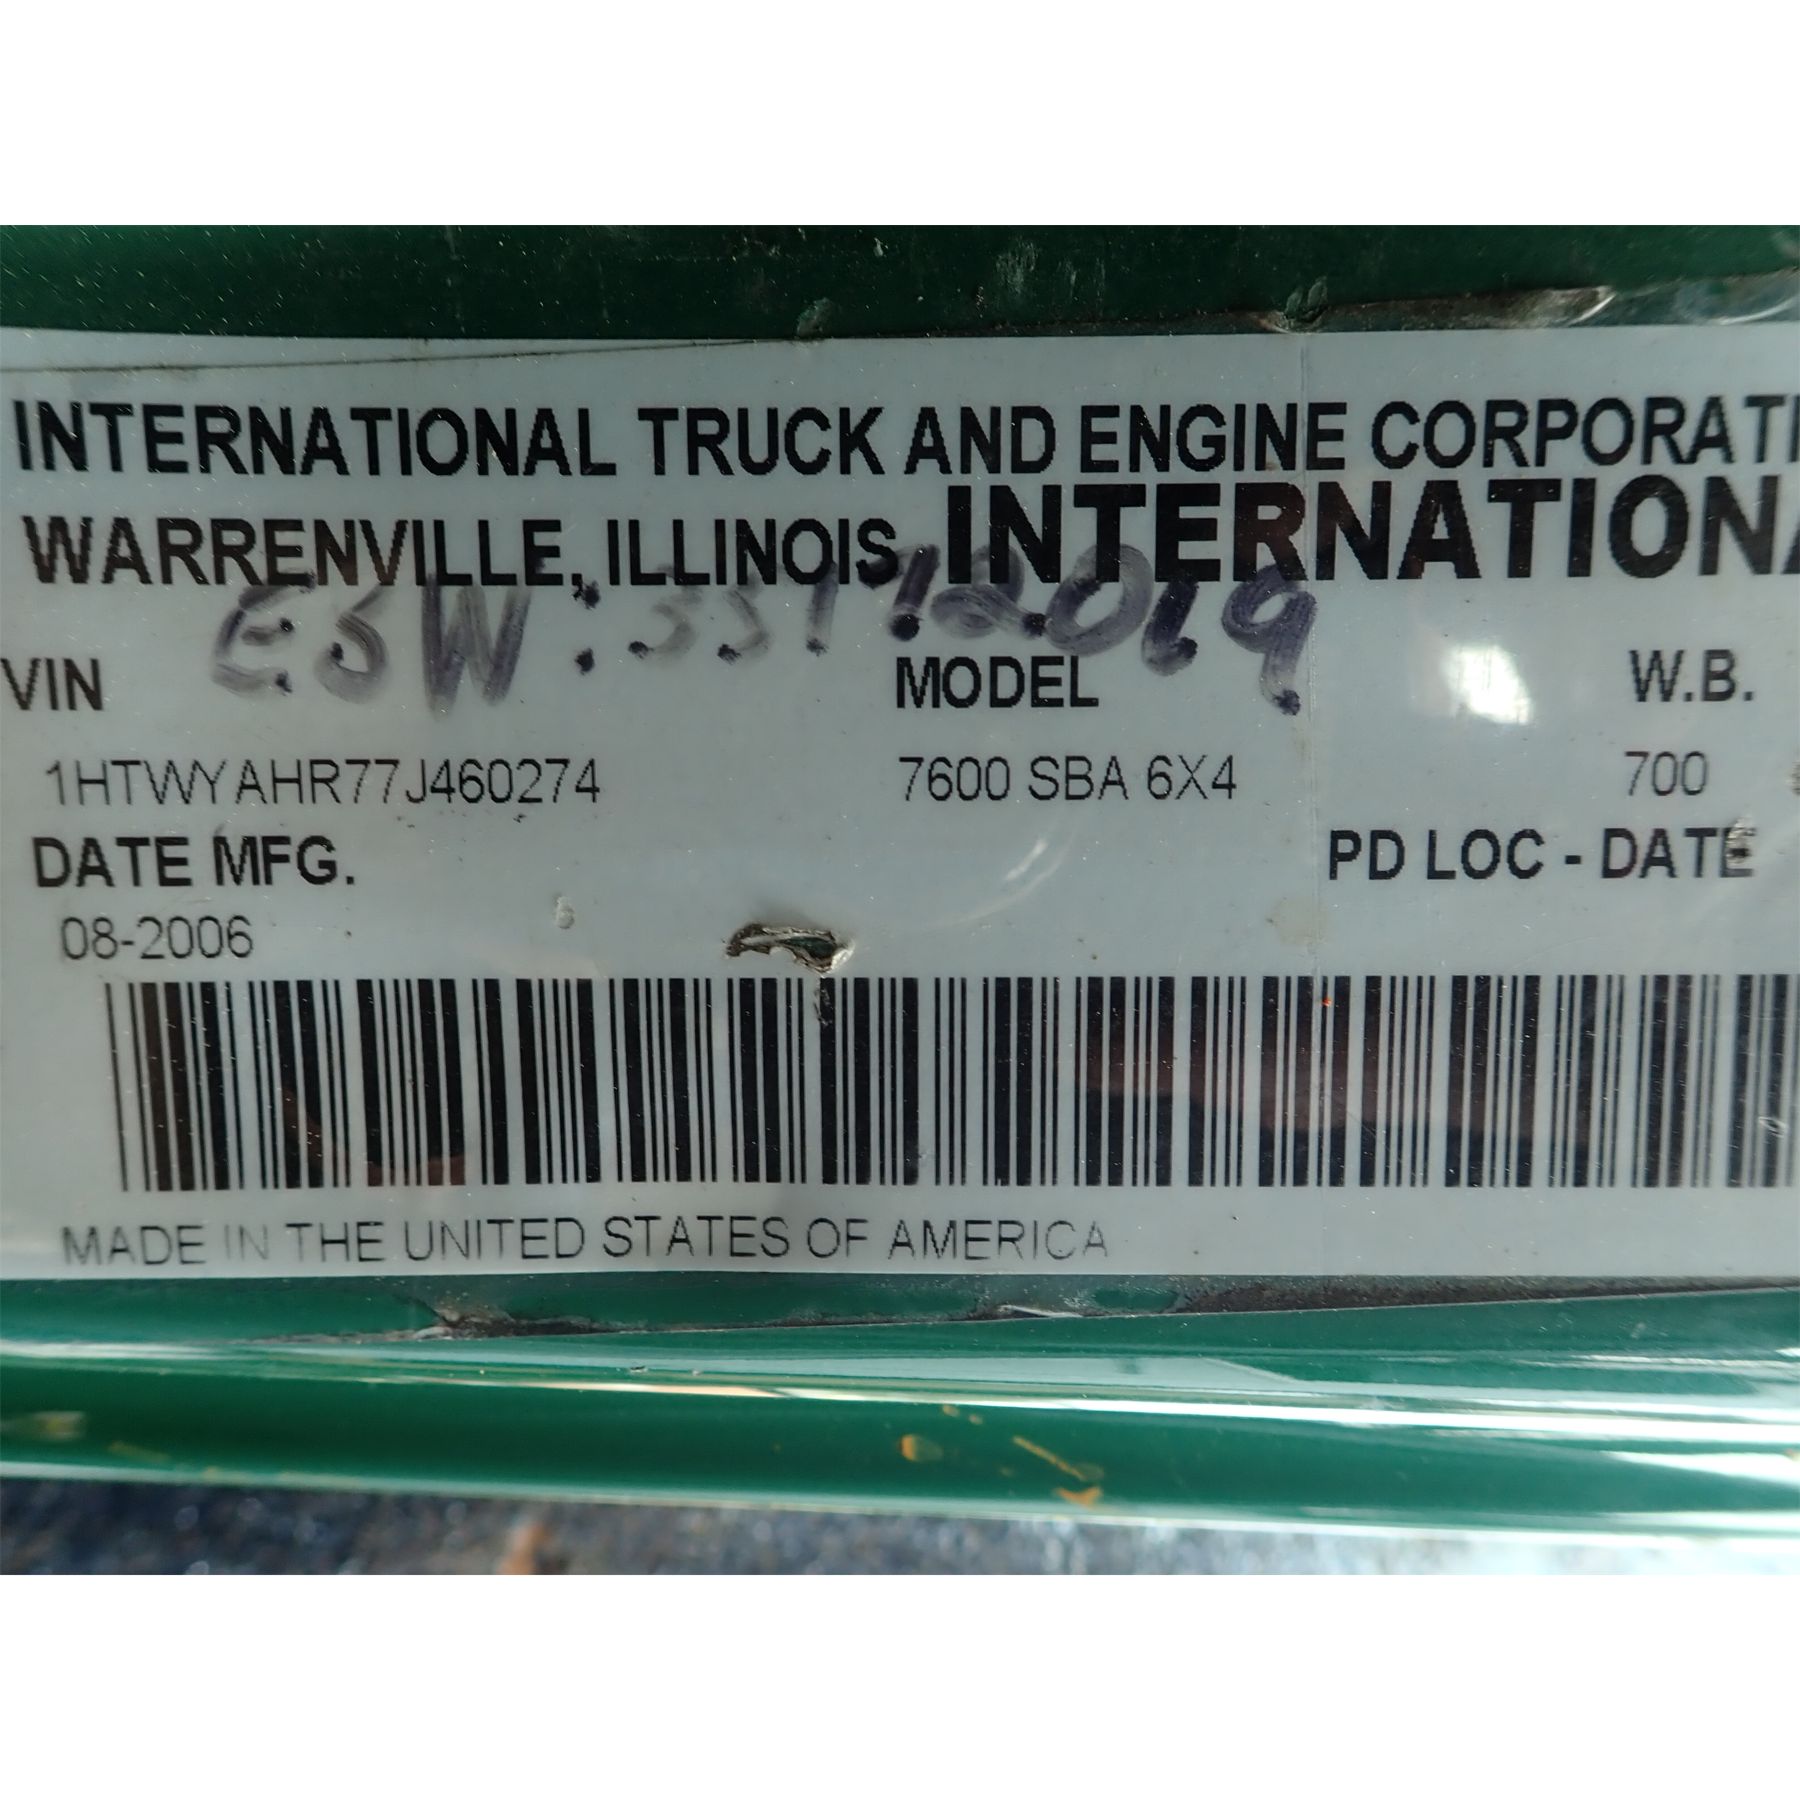 INTERNATIONAL TRUCK AND ENGINE CORPORATI
WARRENVILLE, ILLINOIS INTERNATIONA
VIN MODEL W.B.
1HTWYAHR77J460274 7600 SBA 6X4 700
DATE MFG. PD LOC - DATE
08-2006
MADE IN THE UNITED STATES OF AMERICA